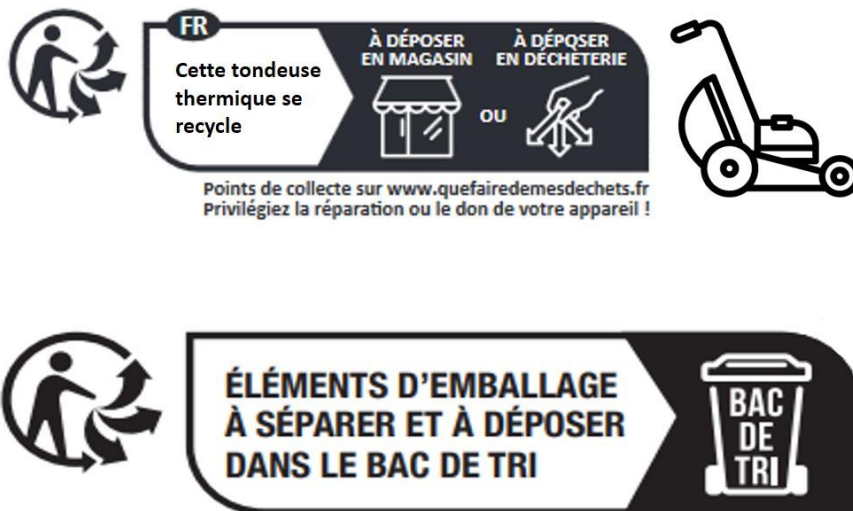 FR
Cette tondeuse
thermique se
recycle
À DÉPOSER
EN MAGASIN
OU
À DÉPOSER
EN DÉCHÈTERIE
Points de collecte sur www.quefairedemesdechets.fr
Privilégiez la réparation ou le don de votre appareil !
ÉLÉMENTS D’EMBALLAGE
À SÉPARER ET À DÉPOSER
DANS LE BAC DE TRI
BAC
DE
TRI